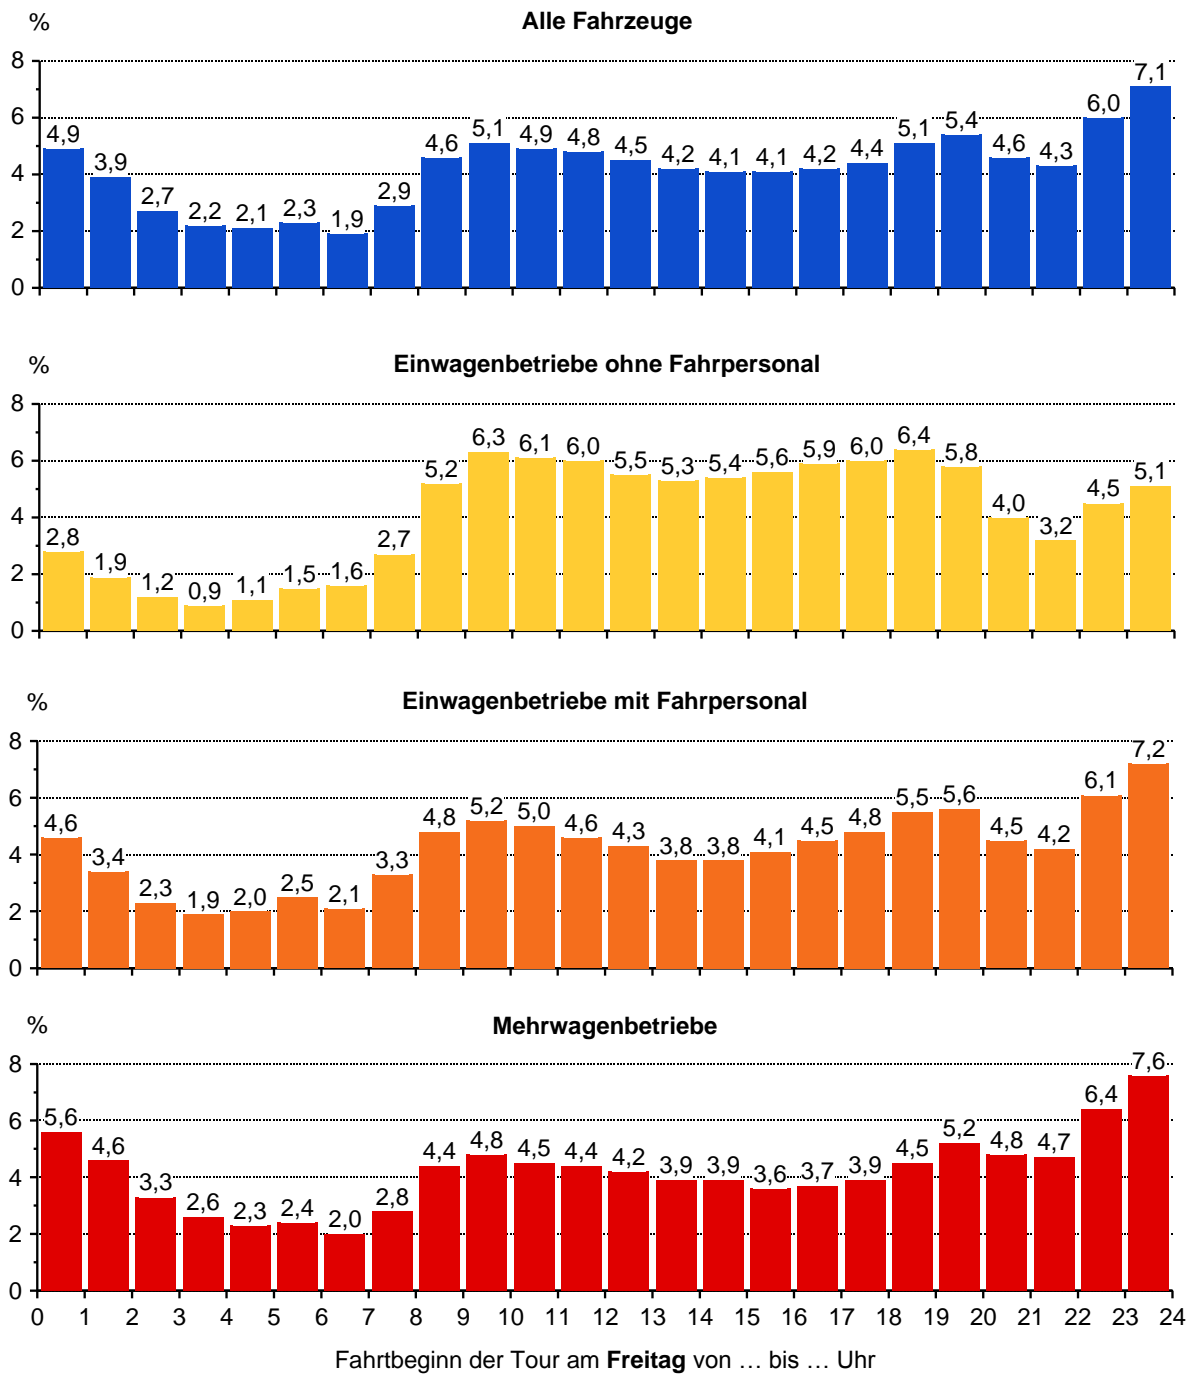 % Alle Fahrzeuge
8
6
4
2
0
4,9 3,9 2,7 2,2 2,1 2,3 1,9 2,9 4,6 5,1 4,9 4,8 4,5 4,2 4,1 4,1 4,2 4,4 5,1 5,4 4,6 4,3 6,0 7,1
% Einwagenbetriebe ohne Fahrpersonal
8
6
4
2
0
2,8 1,9 1,2 0,9 1,1 1,5 1,6 2,7 5,2 6,3 6,1 6,0 5,5 5,3 5,4 5,6 5,9 6,0 6,4 5,8 4,0 3,2 4,5 5,1
% Einwagenbetriebe mit Fahrpersonal
8
6
4
2
0
4,6 3,4 2,3 1,9 2,0 2,5 2,1 3,3 4,8 5,2 5,0 4,6 4,3 3,8 3,8 4,1 4,5 4,8 5,5 5,6 4,5 4,2 6,1 7,2
% Mehrwagenbetriebe
8
6
4
2
0
5,6 4,6 3,3 2,6 2,3 2,4 2,0 2,8 4,4 4,8 4,5 4,4 4,2 3,9 3,9 3,6 3,7 3,9 4,5 5,2 4,8 4,7 6,4 7,6
0 1 2 3 4 5 6 7 8 9 10 11 12 13 14 15 16 17 18 19 20 21 22 23 24
Fahrtbeginn der Tour am Freitag von … bis … Uhr